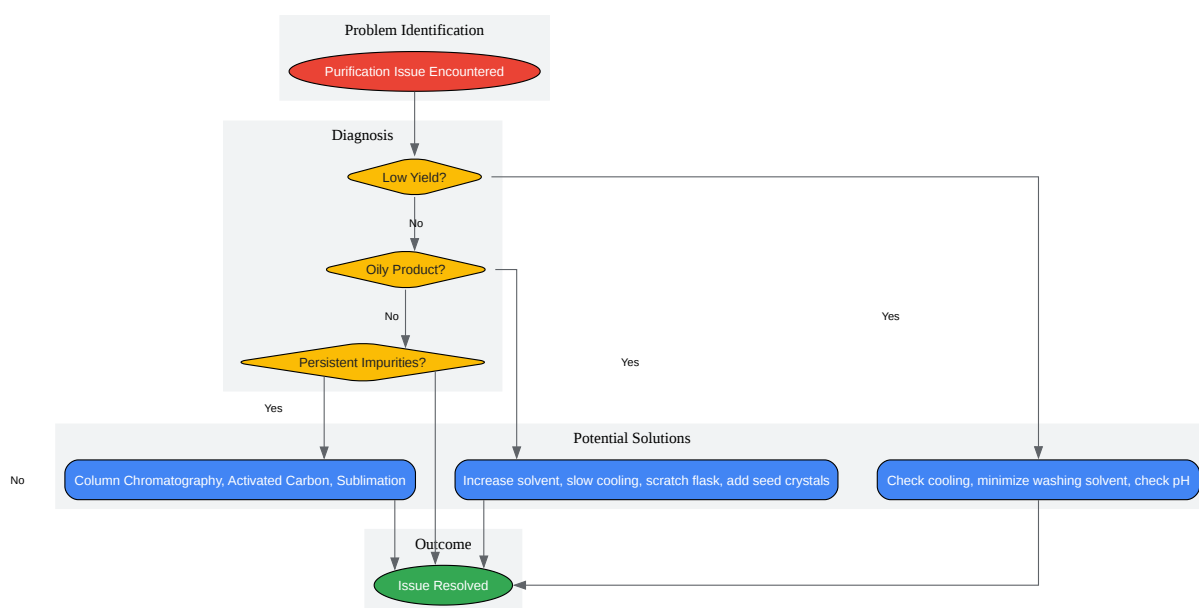 Problem Identification
Purification Issue Encountered
Diagnosis
Low Yield?
No
Oily Product?
No
Yes
Persistent Impurities?
Yes
Yes
Potential Solutions
No
Column Chromatography, Activated Carbon, Sublimation
Increase solvent, slow cooling, scratch flask, add seed crystals
Check cooling, minimize washing solvent, check pH
Outcome
Issue Resolved